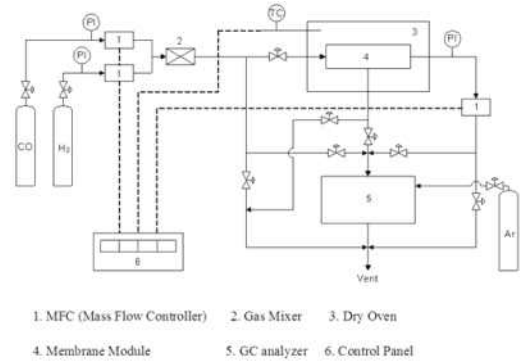 PI
TC
1
PI
2
3
PI
4
1
1
CO
H₂
5
Ar
6
Vent
1. MFC (Mass Flow Controller) 2. Gas Mixer 3. Dry Oven
4. Membrane Module 5. GC analyzer 6. Control Panel